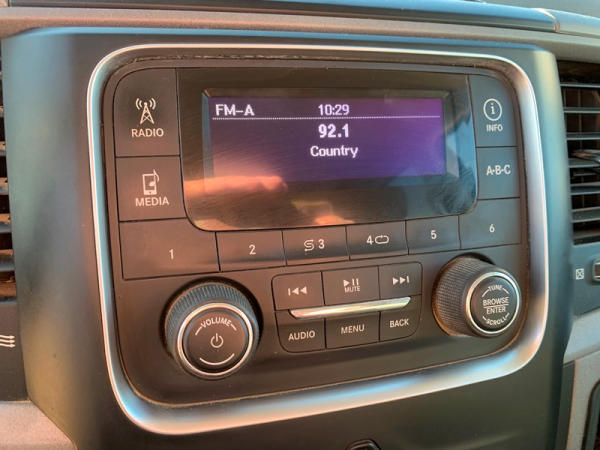 FM-A 10:29
92.1
Country
RADIO
MEDIA
INFO
A-B-C
1 2 3 4 5 6
MUTE
AUDIO MENU BACK
VOLUME
TUNE
BROWSE
ENTER
SCROLL